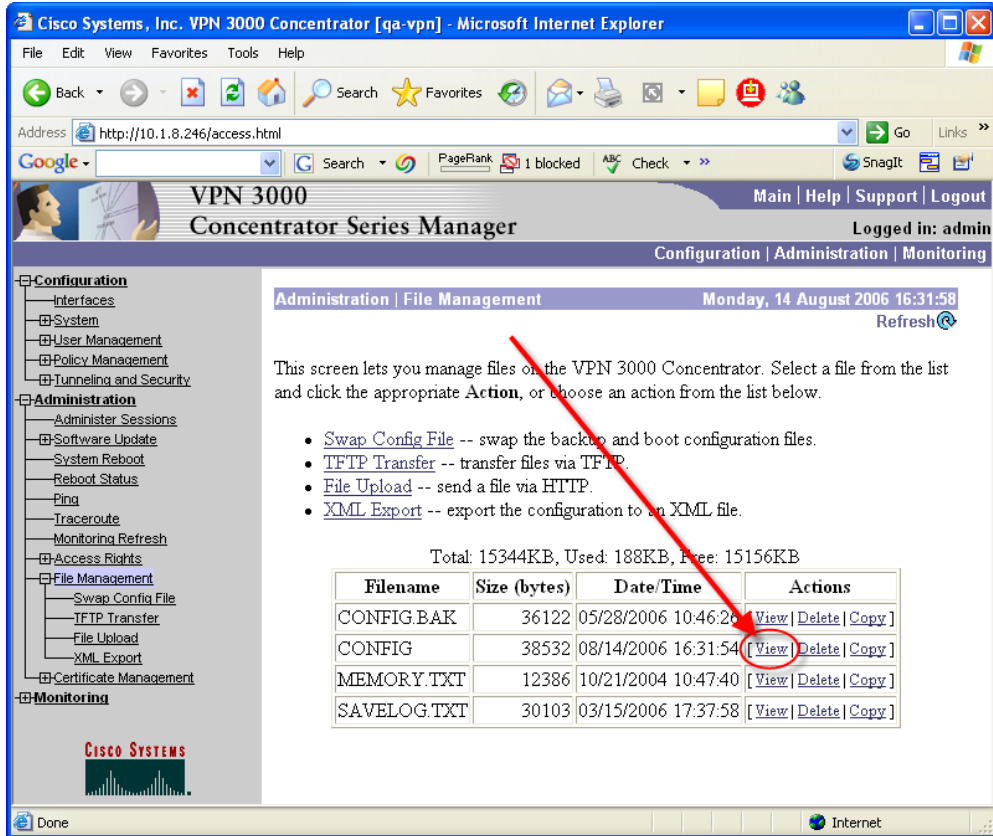 Cisco Systems, Inc. VPN 3000 Concentrator [qa-vpn] - Microsoft Internet Explorer
File Edit View Favorites Tools Help
Back Search Favorites
Address http://10.1.8.246/access.html Go Links »
Google Search PageRank 1 blocked ABC Check » SnagIt
VPN 3000
Concentrator Series Manager
Main | Help | Support | Logout
Logged in: admin
Configuration | Administration | Monitoring
Configuration
Interfaces
System
User Management
Policy Management
Tunneling and Security
Administration
Administer Sessions
Software Update
System Reboot
Reboot Status
Ping
Traceroute
Monitoring Refresh
Access Rights
File Management
Swap Config File
TFTP Transfer
File Upload
XML Export
Certificate Management
Monitoring
CISCO SYSTEMS
Administration | File Management Monday, 14 August 2006 16:31:58
Refresh
This screen lets you manage files on the VPN 3000 Concentrator. Select a file from the list
and click the appropriate Action, or choose an action from the list below.
• Swap Config File -- swap the backup and boot configuration files.
• TFTP Transfer -- transfer files via TFTP.
• File Upload -- send a file via HTTP.
• XML Export -- export the configuration to an XML file.
Total: 15344KB, Used: 188KB, Free: 15156KB
Filename Size (bytes) Date/Time Actions
CONFIG.BAK 36122 05/28/2006 10:46:26 [ View | Delete | Copy ]
CONFIG 38532 08/14/2006 16:31:54 [ View | Delete | Copy ]
MEMORY.TXT 12386 10/21/2004 10:47:40 [ View | Delete | Copy ]
SAVELOG.TXT 30103 03/15/2006 17:37:58 [ View | Delete | Copy ]
Done Internet